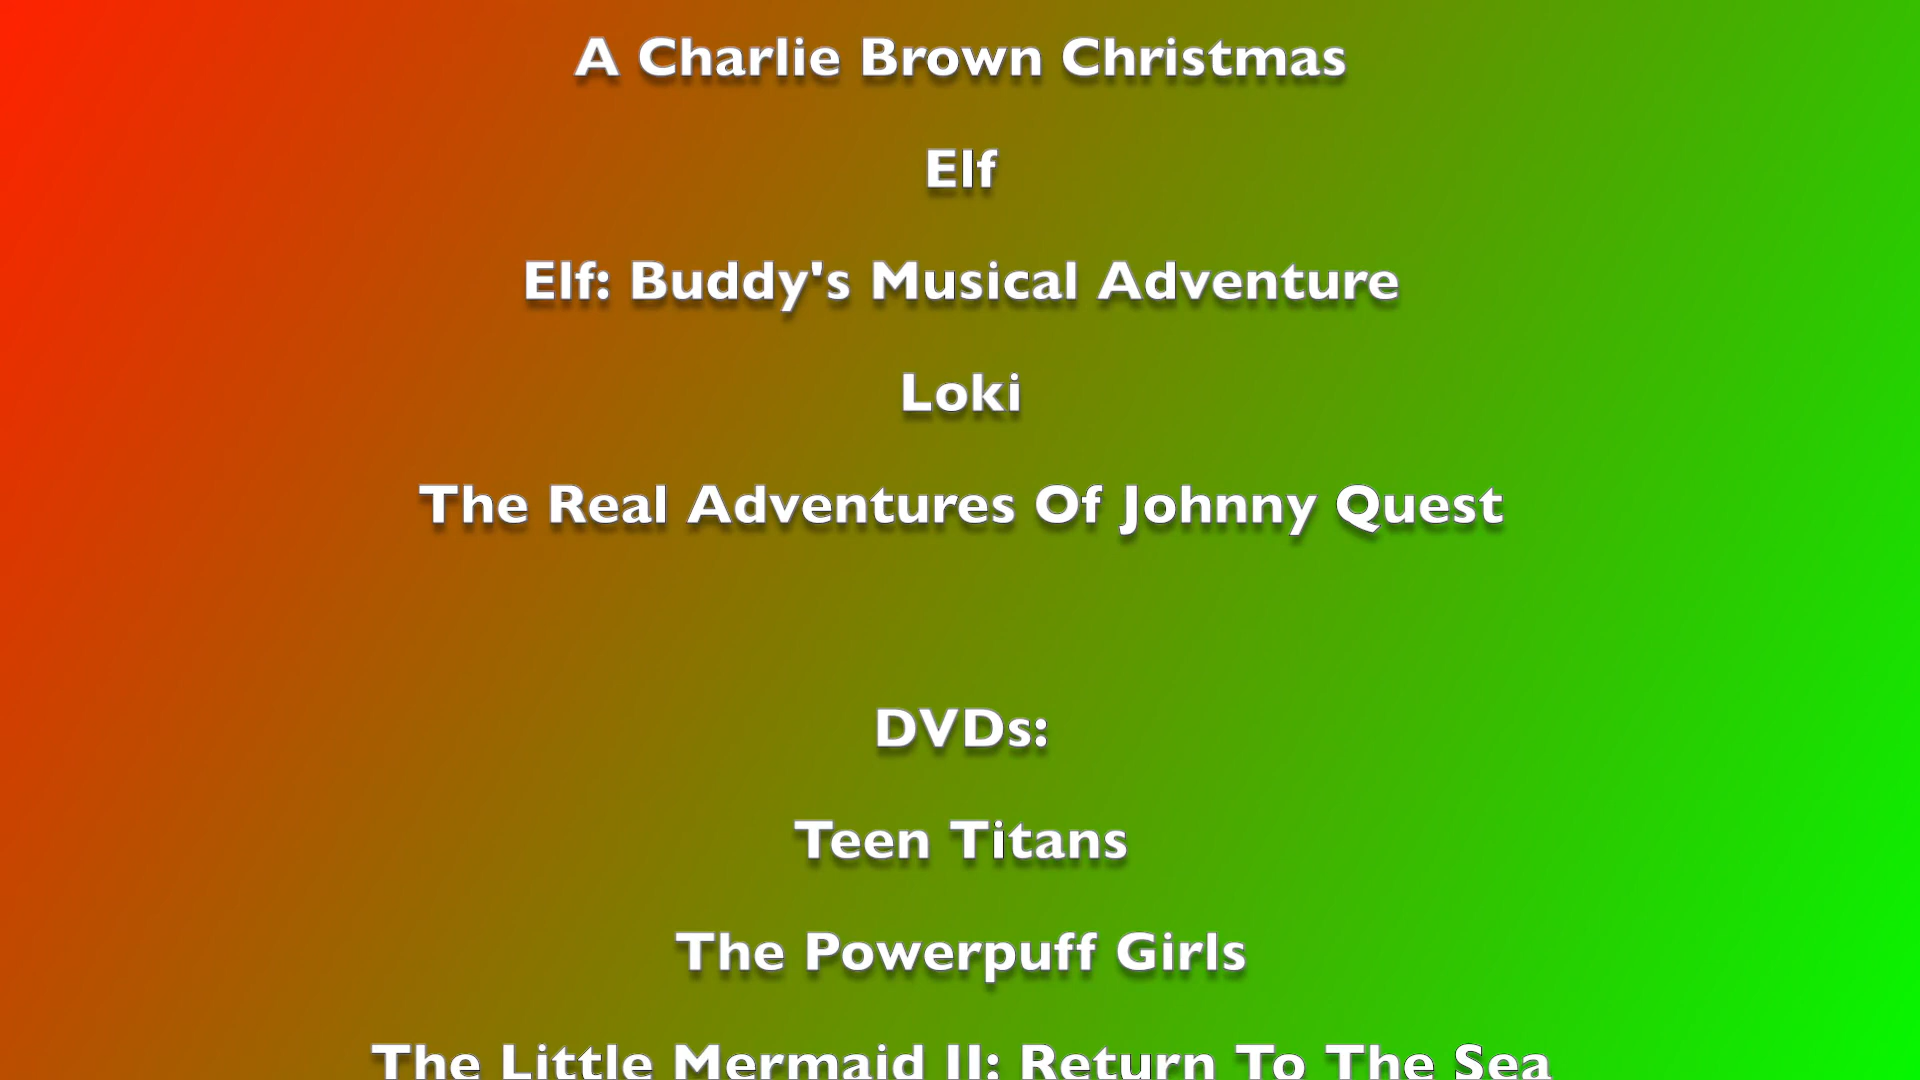 A Charlie Brown Christmas
Elf
Elf: Buddy's Musical Adventure
Loki
The Real Adventures Of Johnny Quest
DVDs:
Teen Titans
The Powerpuff Girls
The Little Mermaid II: Return To The Sea